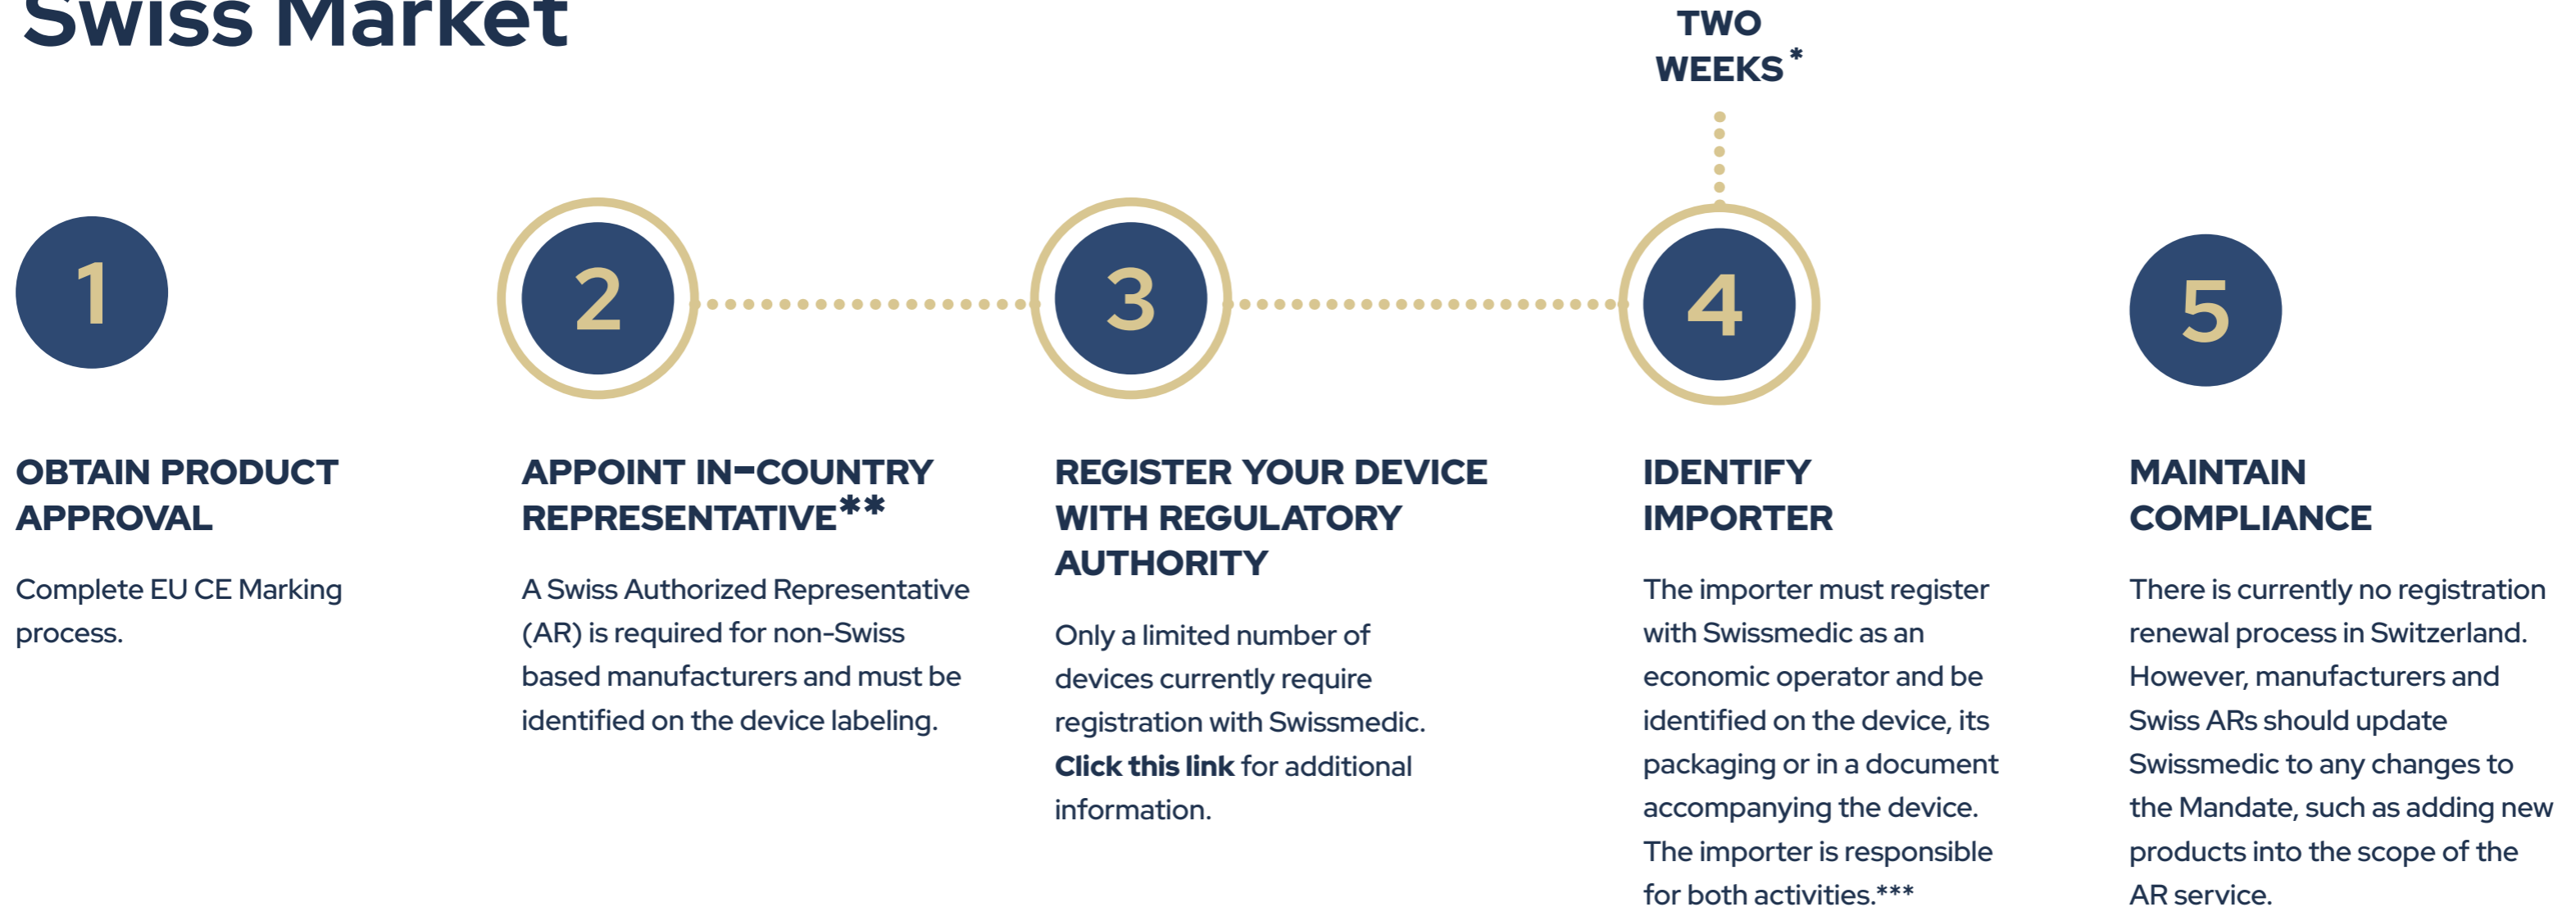 Swiss Market
TWO
WEEKS*
1
2
3
4
5
OBTAIN PRODUCT
APPROVAL
Complete EU CE Marking
process.
APPOINT IN-COUNTRY
REPRESENTATIVE**
A Swiss Authorized Representative
(AR) is required for non-Swiss
based manufacturers and must be
identified on the device labeling.
REGISTER YOUR DEVICE
WITH REGULATORY
AUTHORITY
Only a limited number of
devices currently require
registration with Swissmedic.
Click this link for additional
information.
IDENTIFY
IMPORTER
The importer must register
with Swissmedic as an
economic operator and be
identified on the device, its
packaging or in a document
accompanying the device.
The importer is responsible
for both activities.***
MAINTAIN
COMPLIANCE
There is currently no registration
renewal process in Switzerland.
However, manufacturers and
Swiss ARs should update
Swissmedic to any changes to
the Mandate, such as adding new
products into the scope of the
AR service.